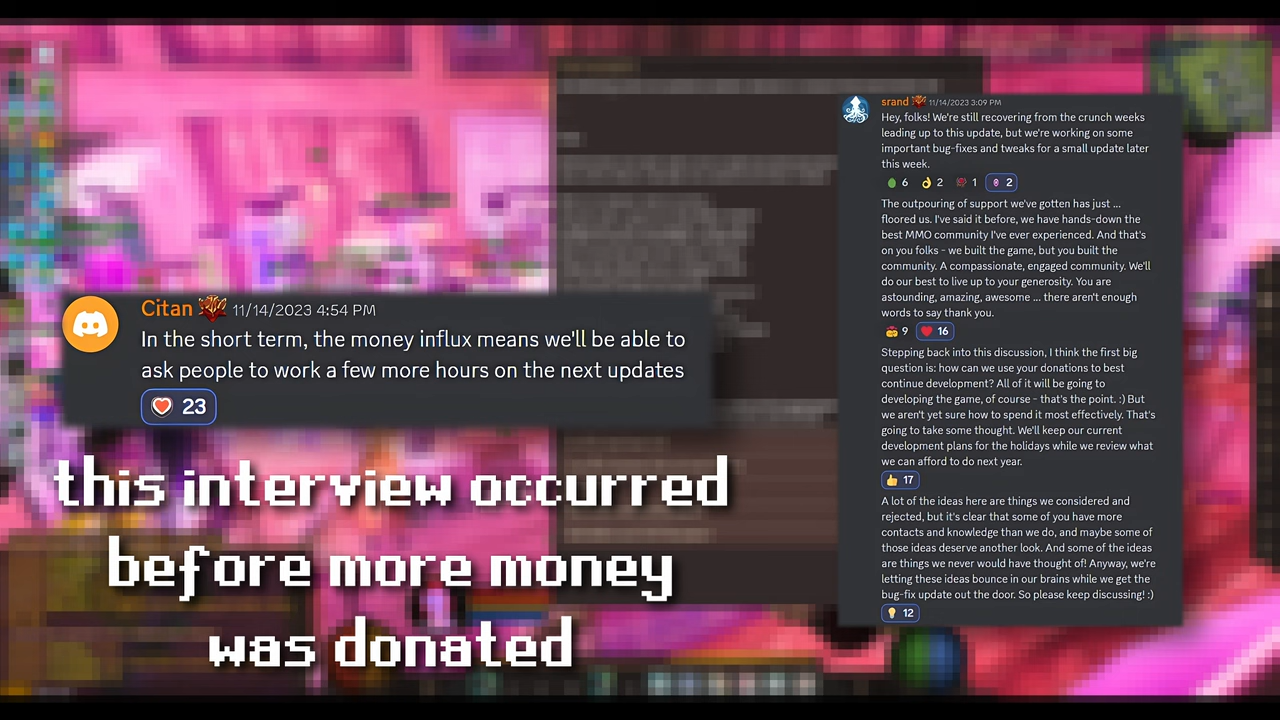 Citan 11/14/2023 4:54 PM
In the short term, the money influx means we'll be able to
ask people to work a few more hours on the next updates
23
this interview occurred
before more money
was donated
srand 11/14/2023 3:09 PM
Hey, folks! We're still recovering from the crunch weeks
leading up to this update, but we're working on some
important bug-fixes and tweaks for a small update later
this week.
6 2 1 2
The outpouring of support we've gotten has just ...
floored us. I've said it before, we have hands-down the
best MMO community I've ever experienced. And that's
on you folks - we built the game, but you built the
community. A compassionate, engaged community. We'll
do our best to live up to your generosity. You are
astounding, amazing, awesome ... there aren't enough
words to say thank you.
9 16
Stepping back into this discussion, I think the first big
question is: how can we use your donations to best
continue development? All of it will be going to
developing the game, of course - that's the point. :) But
we aren't yet sure how to spend it most effectively. That's
going to take some thought. We'll keep our current
development plans for the holidays while we review what
we can afford to do next year.
17
A lot of the ideas here are things we considered and
rejected, but it's clear that some of you have more
contacts and knowledge than we do, and maybe some of
those ideas deserve another look. And some of the ideas
are things we never would have thought of! Anyway, we're
letting these ideas bounce in our brains while we get the
bug-fix update out the door. So please keep discussing! :)
12